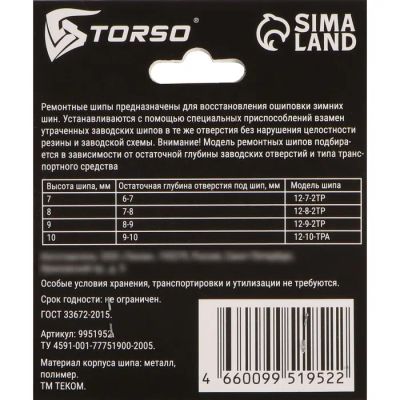 TORSO
SIMA
LAND
Ремонтные шипы предназначены для восстановления ошиповки зимних
шин. Устанавливаются с помощью специальных приспособлений взамен
утраченных заводских шипов в те же отверстия без нарушения целостности
резины и заводской схемы. Внимание! Модель ремонтных шипов подбира-
ется в зависимости от остаточной глубины заводских отверстий и типа транс-
портного средства
Высота шипа, мм Остаточная глубина отверстия под шип, мм Модель шипа
7 6-7 12-7-2ТР
8 7-8 12-8-2ТР
9 8-9 12-9-2ТР
10 9-10 12-10-ТРА
Особые условия хранения, транспортировки и утилизации не требуются.
Срок годности: не ограничен.
ГОСТ 33672-2015.
Артикул: 9951952
ТУ 4591-001-77751900-2005.
Материал корпуса шипа: металл,
полимер.
ТМ ТЕКОМ.
4 660099 519522